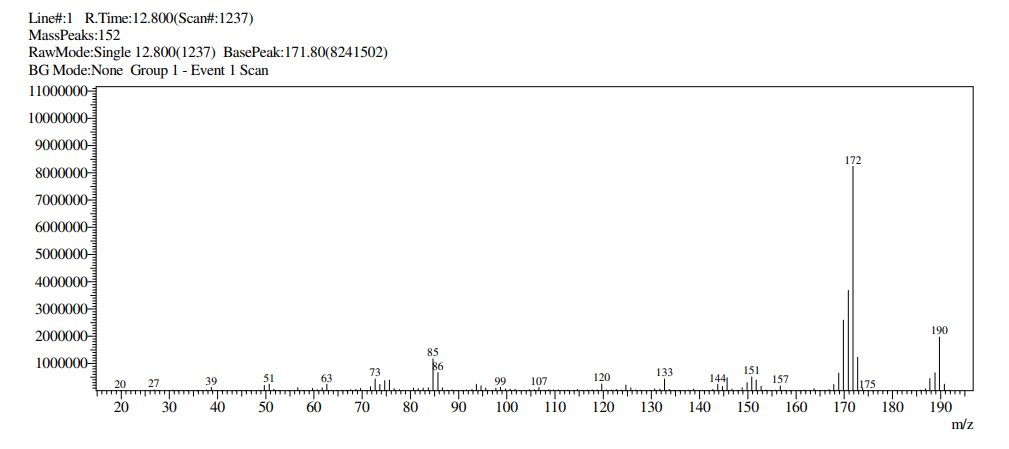 Line#:1 R.Time:12.800(Scan#:1237)
MassPeaks:152
RawMode:Single 12.800(1237) BasePeak:171.80(8241502)
BG Mode:None Group 1 - Event 1 Scan
11000000
10000000
9000000
8000000
7000000
6000000
5000000
4000000
3000000
2000000
1000000
172
190
85
86
73
133
151
20 27 39 51 63 99 107 120 144 157 175
20 30 40 50 60 70 80 90 100 110 120 130 140 150 160 170 180 190
m/z